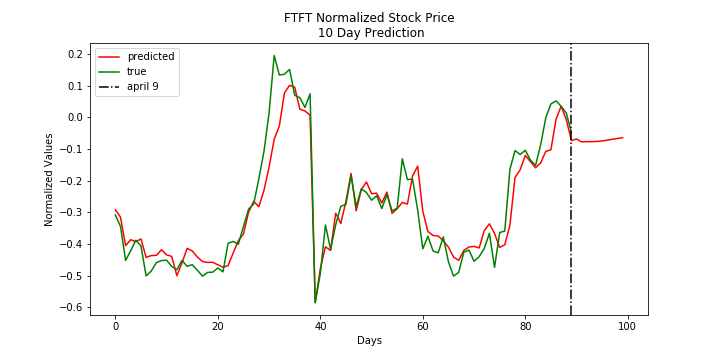 FTFT Normalized Stock Price
10 Day Prediction
predicted
true
april 9
Normalized Values
0.2
0.1
0.0
−0.1
−0.2
−0.3
−0.4
−0.5
−0.6
0 20 40 60 80 100
Days